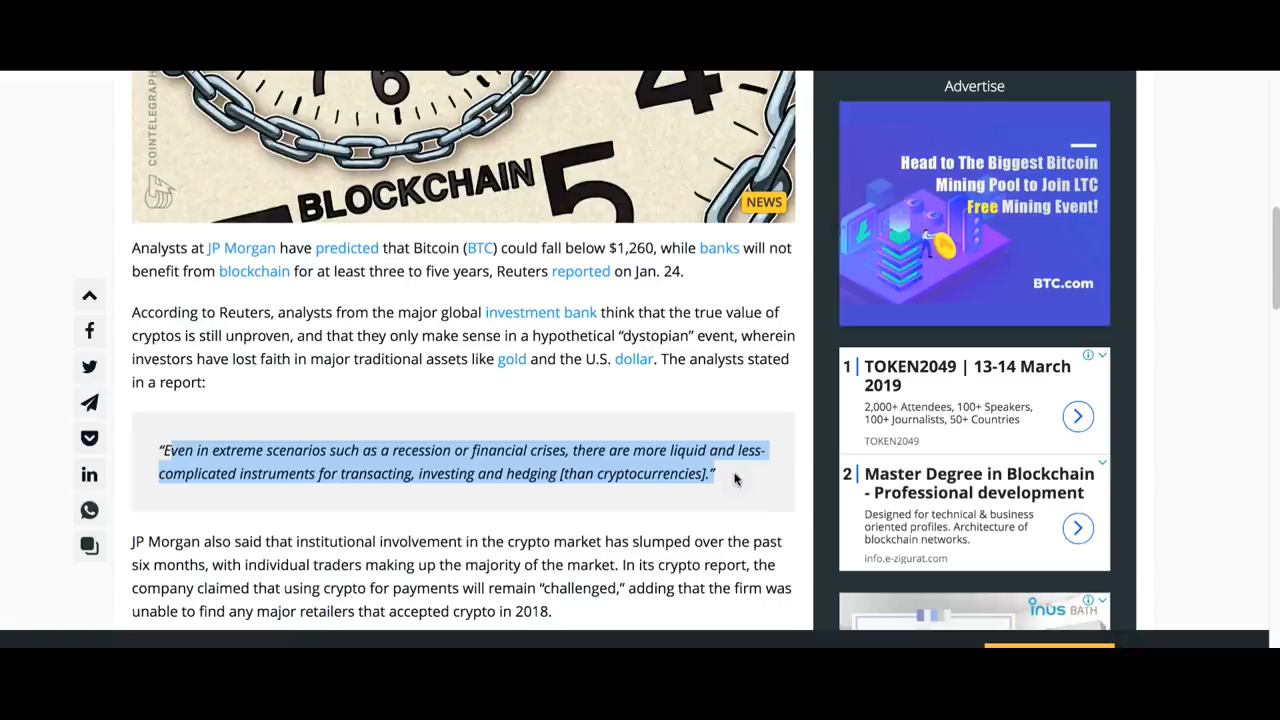 COINTELEGRAPH
6
4
BLOCKCHAIN
5
NEWS
Analysts at JP Morgan have predicted that Bitcoin (BTC) could fall below $1,260, while banks will not
benefit from blockchain for at least three to five years, Reuters reported on Jan. 24.
According to Reuters, analysts from the major global investment bank think that the true value of
cryptos is still unproven, and that they only make sense in a hypothetical “dystopian” event, wherein
investors have lost faith in major traditional assets like gold and the U.S. dollar. The analysts stated
in a report:
“Even in extreme scenarios such as a recession or financial crises, there are more liquid and less-
complicated instruments for transacting, investing and hedging [than cryptocurrencies].”
JP Morgan also said that institutional involvement in the crypto market has slumped over the past
six months, with individual traders making up the majority of the market. In its crypto report, the
company claimed that using crypto for payments will remain “challenged,” adding that the firm was
unable to find any major retailers that accepted crypto in 2018.
Advertise
Head to The Biggest Bitcoin
Mining Pool to Join LTC
Free Mining Event!
BTC.com
1 TOKEN2049 | 13-14 March
2019
2,000+ Attendees, 100+ Speakers,
100+ Journalists, 50+ Countries
TOKEN2049
2 Master Degree in Blockchain
- Professional development
Designed for technical & business
oriented profiles. Architecture of
blockchain networks.
info.e-zigurat.com
inus BATH